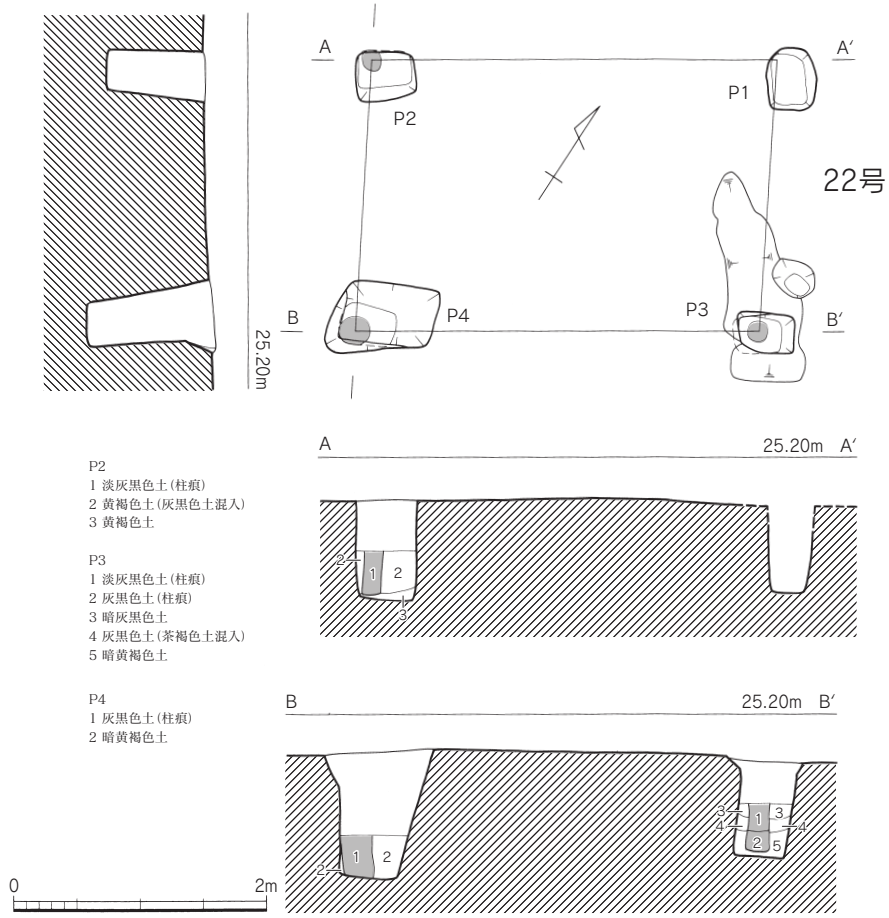 A
A′
P2
P1
22号
B
P4
P3
B′
25.20m
A
25.20m A′
2
1
2
3
P2
1 淡灰黒色土(柱痕)
2 黄褐色土(灰黒色土混入)
3 黄褐色土
P3
1 淡灰黒色土(柱痕)
2 灰黒色土(柱痕)
3 暗灰黒色土
4 灰黒色土(茶褐色土混入)
5 暗黄褐色土
P4
1 灰黒色土(柱痕)
2 暗黄褐色土
B
25.20m B′
3
1
3
4
4
2
5
1
2
2
0
2m